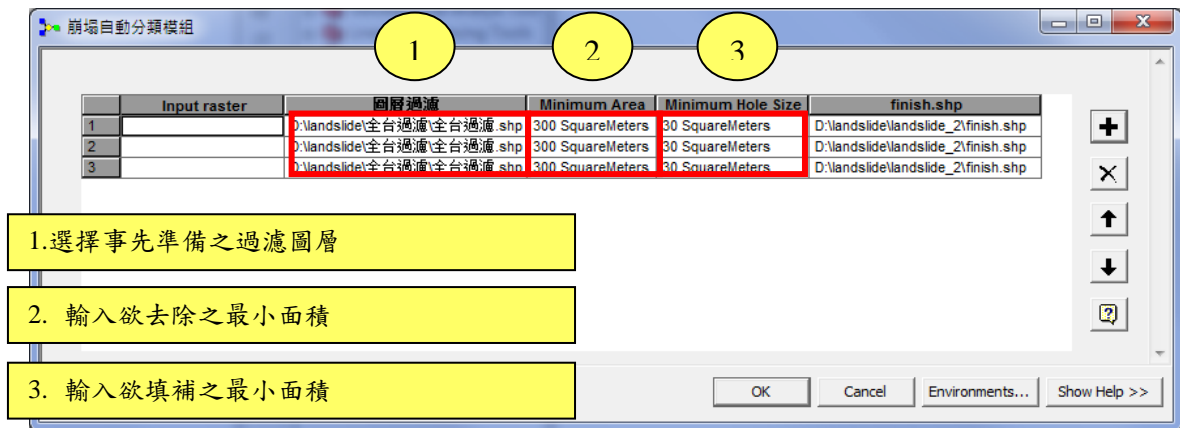 崩塌自動分類模組
1 2 3
Input raster 圖層過濾 Minimum Area Minimum Hole Size finish.shp
1 D:\landslide\全台過濾\全台過濾.shp 300 SquareMeters 30 SquareMeters D:\landslide\landslide_2\finish.shp
2 D:\landslide\全台過濾\全台過濾.shp 300 SquareMeters 30 SquareMeters D:\landslide\landslide_2\finish.shp
3 D:\landslide\全台過濾\全台過濾.shp 300 SquareMeters 30 SquareMeters D:\landslide\landslide_2\finish.shp
1.選擇事先準備之過濾圖層
2. 輸入欲去除之最小面積
3. 輸入欲填補之最小面積
OK Cancel Environments... Show Help >>